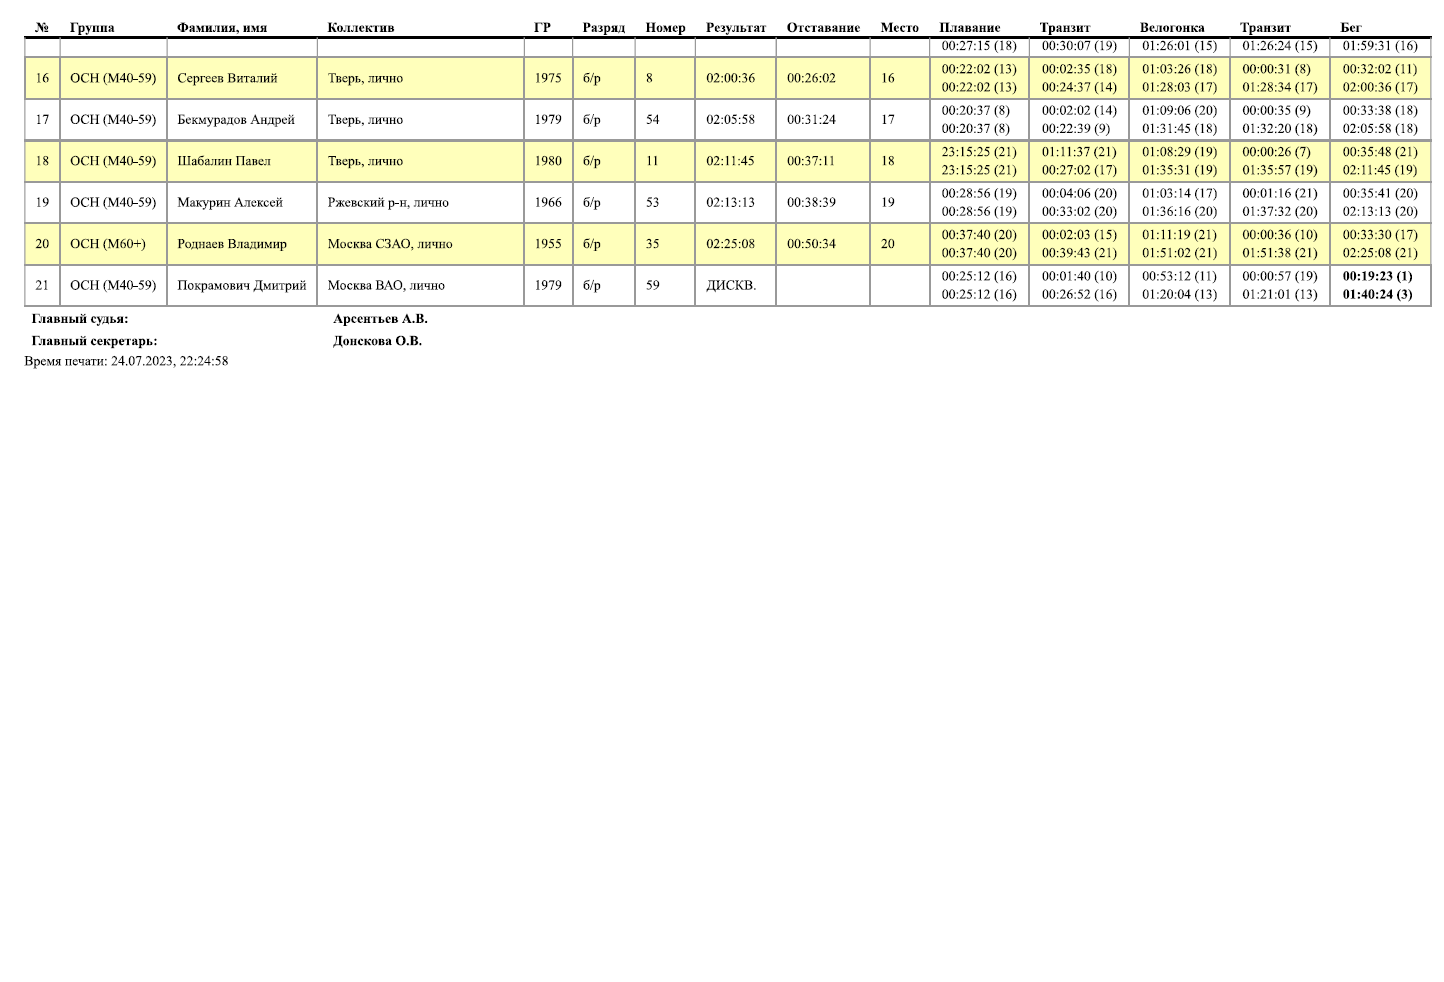 № Группа Фамилия, имя Коллектив ГР Разряд Номер Результат Отставание Место Плавание Транзит Велогонка Транзит Бег
00:27:15 (18) 00:30:07 (19) 01:26:01 (15) 01:26:24 (15) 01:59:31 (16)
16 ОСН (М40-59) Сергеев Виталий Тверь, лично 1975 б/р 8 02:00:36 00:26:02 16 00:22:02 (13) 00:02:35 (18) 01:03:26 (18) 00:00:31 (8) 00:32:02 (11)
00:22:02 (13) 00:24:37 (14) 01:28:03 (17) 01:28:34 (17) 02:00:36 (17)
17 ОСН (М40-59) Бекмурадов Андрей Тверь, лично 1979 б/р 54 02:05:58 00:31:24 17 00:20:37 (8) 00:02:02 (14) 01:09:06 (20) 00:00:35 (9) 00:33:38 (18)
00:20:37 (8) 00:22:39 (9) 01:31:45 (18) 01:32:20 (18) 02:05:58 (18)
18 ОСН (М40-59) Шабалин Павел Тверь, лично 1980 б/р 11 02:11:45 00:37:11 18 23:15:25 (21) 01:11:37 (21) 01:08:29 (19) 00:00:26 (7) 00:35:48 (21)
23:15:25 (21) 00:27:02 (17) 01:35:31 (19) 01:35:57 (19) 02:11:45 (19)
19 ОСН (М40-59) Макурин Алексей Ржевский р-н, лично 1966 б/р 53 02:13:13 00:38:39 19 00:28:56 (19) 00:04:06 (20) 01:03:14 (17) 00:01:16 (21) 00:35:41 (20)
00:28:56 (19) 00:33:02 (20) 01:36:16 (20) 01:37:32 (20) 02:13:13 (20)
20 ОСН (М60+) Роднаев Владимир Москва СЗАО, лично 1955 б/р 35 02:25:08 00:50:34 20 00:37:40 (20) 00:02:03 (15) 01:11:19 (21) 00:00:36 (10) 00:33:30 (17)
00:37:40 (20) 00:39:43 (21) 01:51:02 (21) 01:51:38 (21) 02:25:08 (21)
21 ОСН (М40-59) Покрамович Дмитрий Москва ВАО, лично 1979 б/р 59 ДИСКВ. 00:25:12 (16) 00:01:40 (10) 00:53:12 (11) 00:00:57 (19) 00:19:23 (1)
00:25:12 (16) 00:26:52 (16) 01:20:04 (13) 01:21:01 (13) 01:40:24 (3)
Главный судья: Арсентьев А.В.
Главный секретарь: Донскова О.В.
Время печати: 24.07.2023, 22:24:58